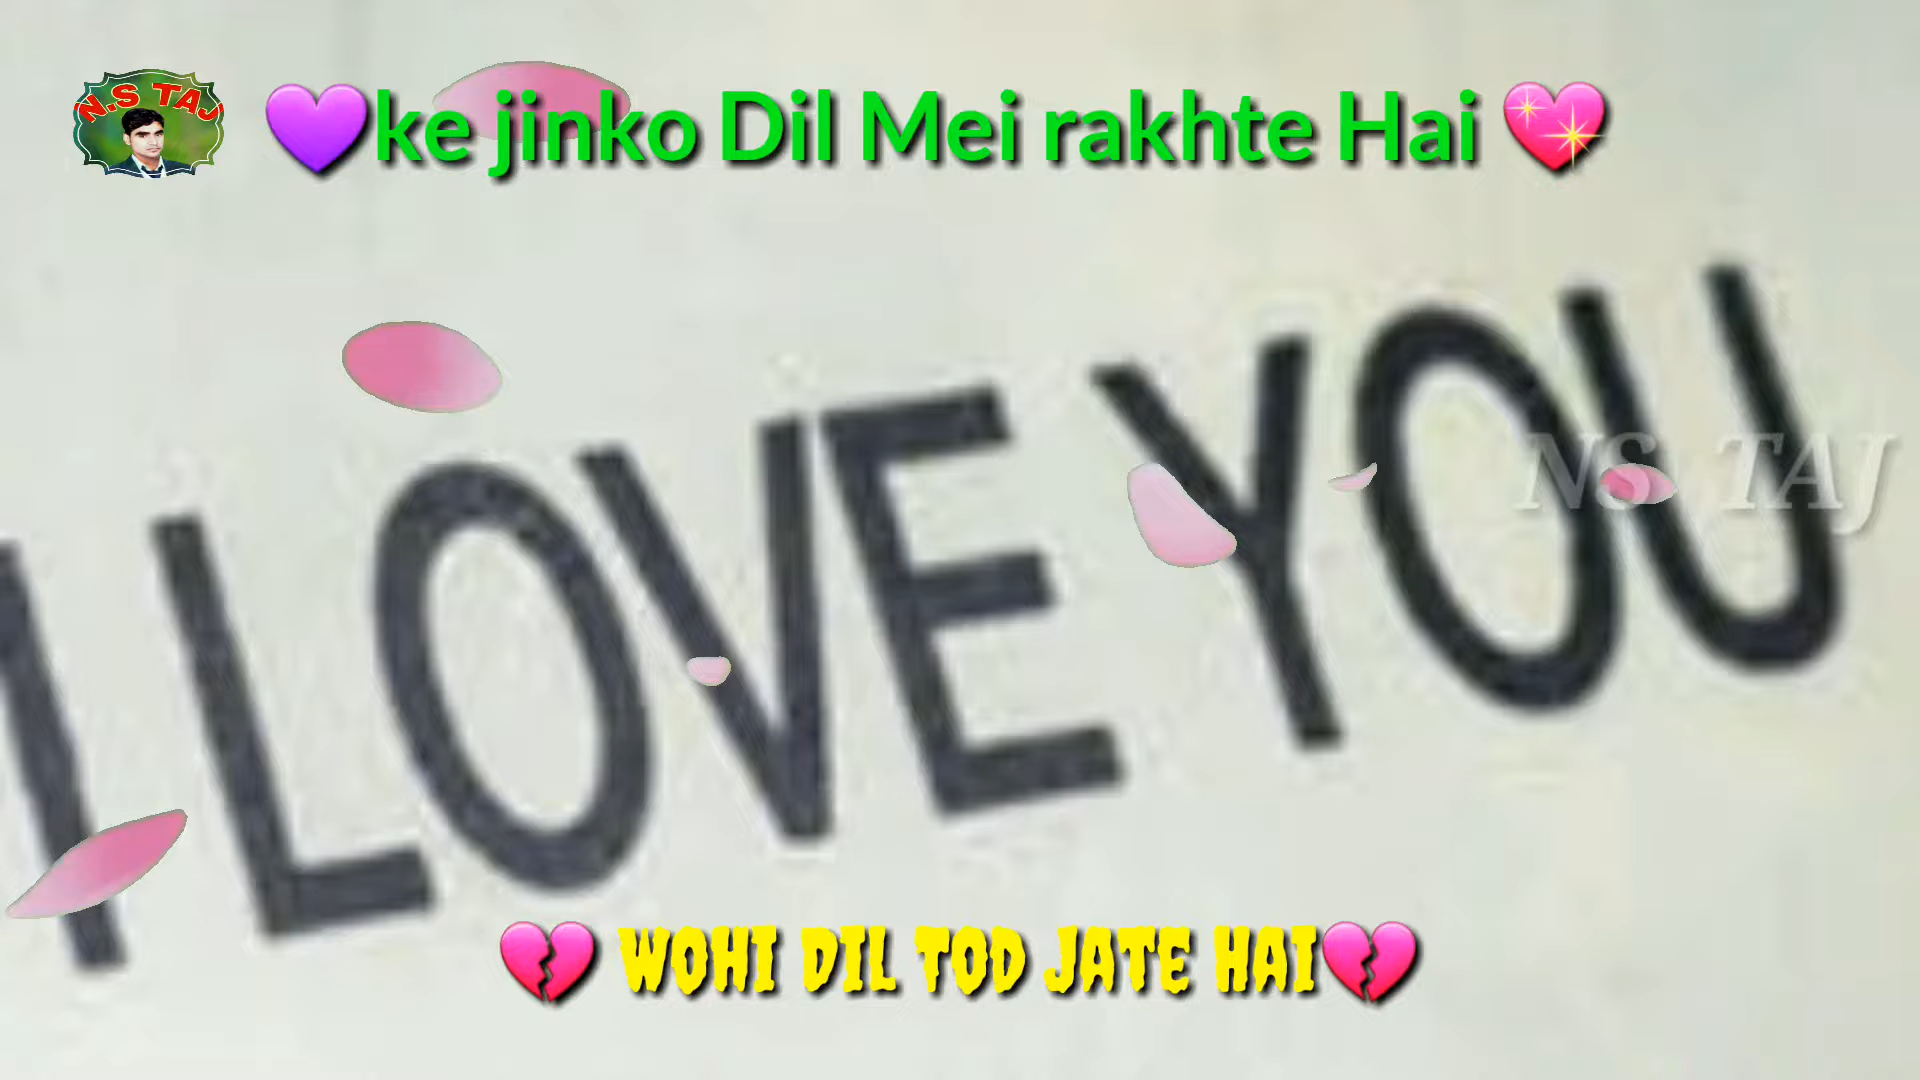 N.S TAJ
💜ke jinko Dil Mei rakhte Hai 💖
I LOVE YOU
NS TAJ
💔 WOHI DIL TOD JATE HAI💔